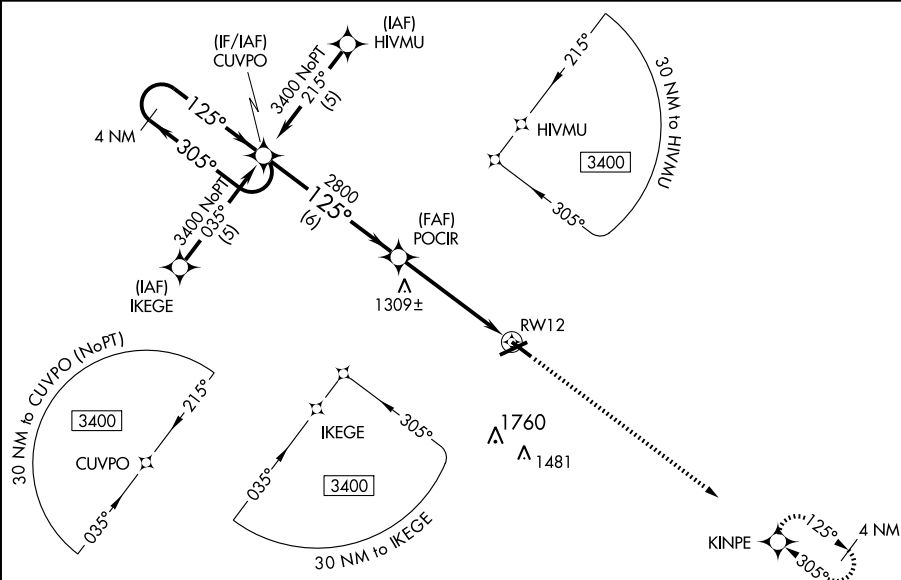 (IAF)
HIVMU
(IF/IAF)
CUVPO
3400 NoPT
215°
(5)
125°
4 NM
305°
3400 NoPT
035°
(5)
(IAF)
IKEGE
2800
125°
(6)
(FAF)
POCIR
1309±
RW12
215°
30 NM to HIVMU
HIVMU
3400
305°
30 NM to CUVPO (NoPT)
3400
215°
CUVPO
035°
IKEGE
305°
035°
3400
30 NM to IKEGE
1760
1481
KINPE
125°
4 NM
305°